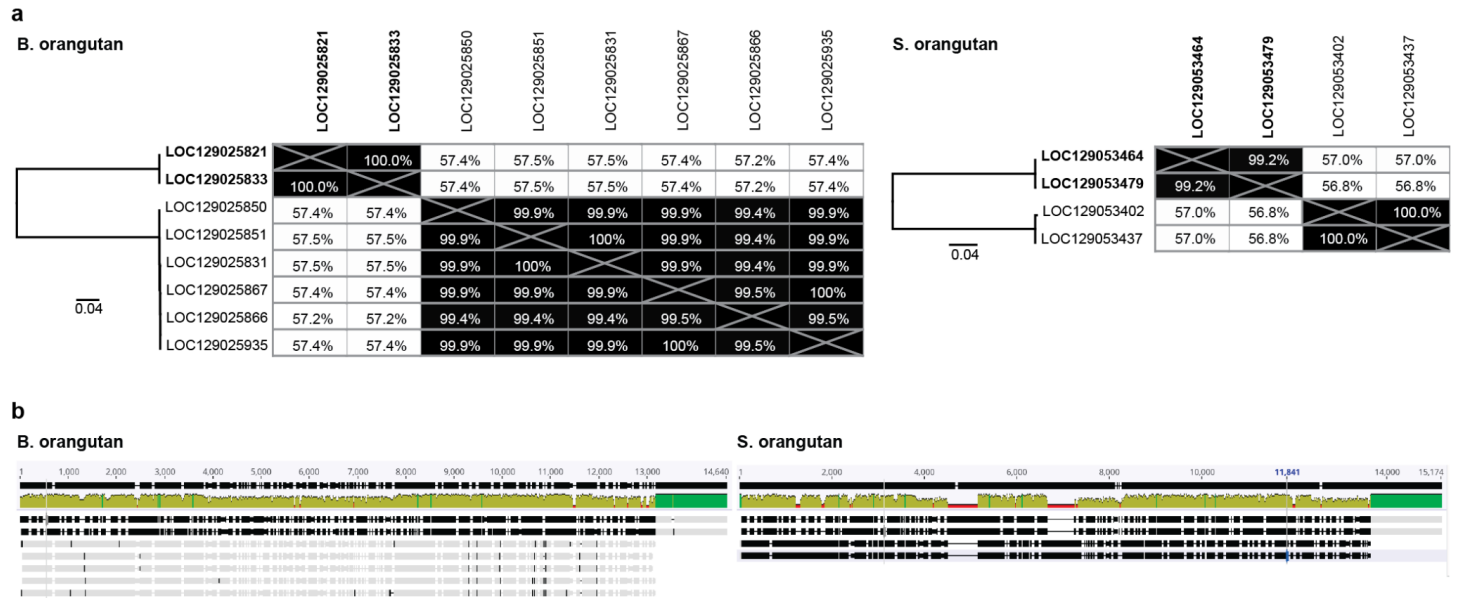 a
B. orangutan
LOC129025821 LOC129025833 LOC129025850 LOC129025851 LOC129025831 LOC129025867 LOC129025866 LOC129025935
LOC129025821 100.0% 57.4% 57.5% 57.5% 57.4% 57.2% 57.4%
LOC129025833 100.0% 57.4% 57.5% 57.5% 57.4% 57.2% 57.4%
LOC129025850 57.4% 57.4% 99.9% 99.9% 99.9% 99.4% 99.9%
LOC129025851 57.5% 57.5% 99.9% 100% 99.9% 99.4% 99.9%
LOC129025831 57.5% 57.5% 99.9% 100% 99.9% 99.4% 99.9%
LOC129025867 57.4% 57.4% 99.9% 99.9% 99.9% 99.5% 100%
LOC129025866 57.2% 57.2% 99.4% 99.4% 99.4% 99.5% 99.5%
LOC129025935 57.4% 57.4% 99.9% 99.9% 99.9% 100% 99.5%
0.04
S. orangutan
LOC129053464 LOC129053479 LOC129053402 LOC129053437
LOC129053464 99.2% 57.0% 57.0%
LOC129053479 99.2% 56.8% 56.8%
LOC129053402 57.0% 56.8% 100.0%
LOC129053437 57.0% 56.8% 100.0%
0.04
b
B. orangutan
1 1,000 2,000 3,000 4,000 5,000 6,000 7,000 8,000 9,000 10,000 11,000 12,000 13,000 14,640
S. orangutan
1 2,000 4,000 6,000 8,000 10,000 11,841 14,000 15,174